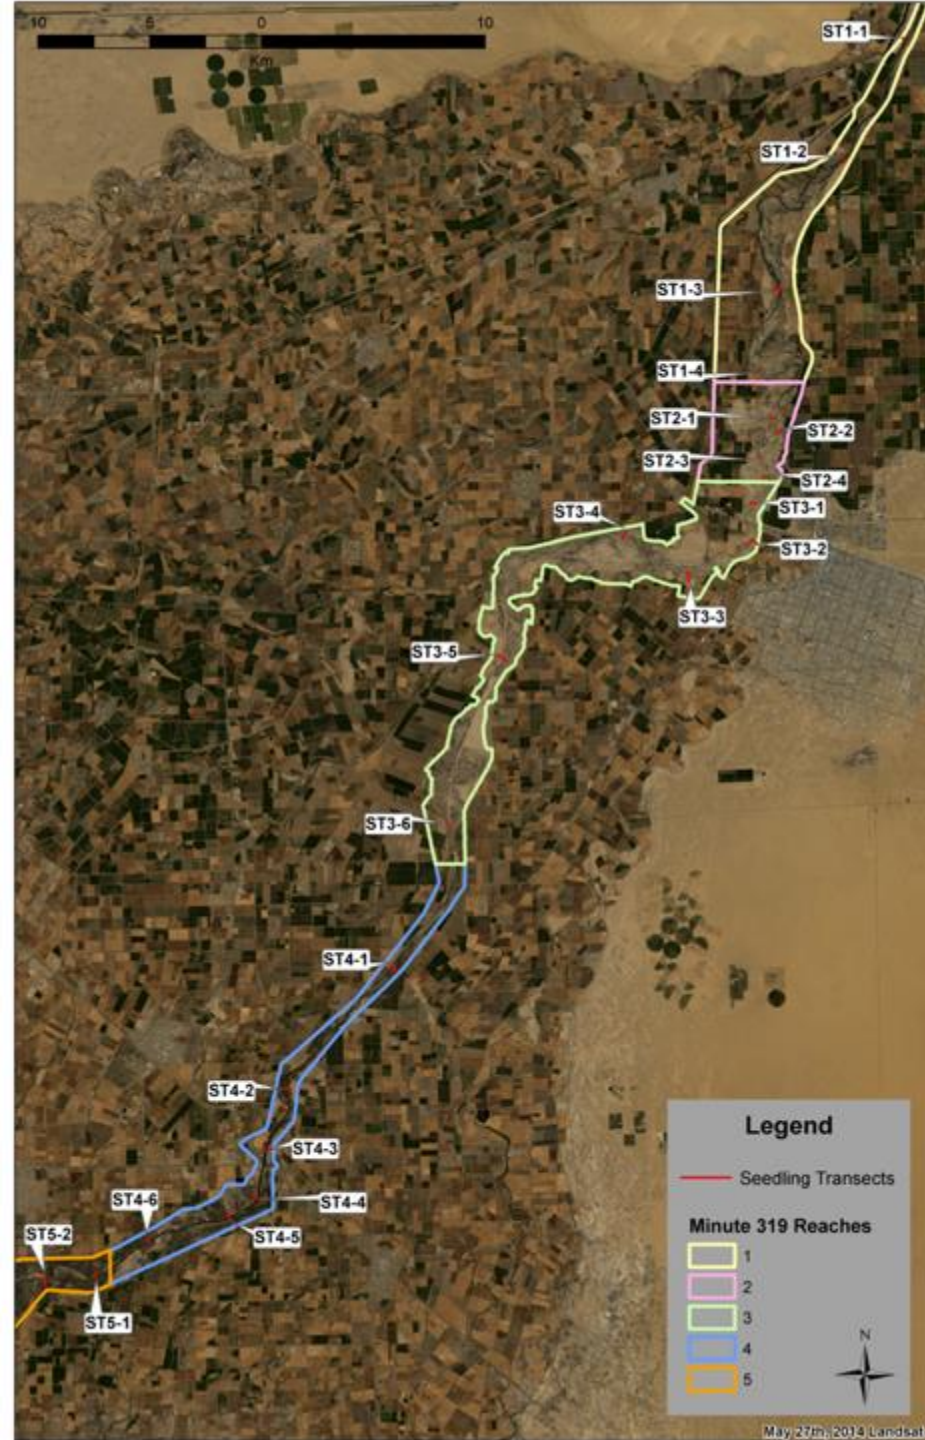 10 5 0 10
Km
ST1-1
ST1-2
ST1-3
ST1-4
ST2-1
ST2-2
ST2-3
ST2-4
ST3-1
ST3-4
ST3-2
ST3-3
ST3-5
ST3-6
ST4-1
ST4-2
ST4-3
ST4-6
ST4-4
ST4-5
ST5-2
ST5-1
Legend
Seedling Transects
Minute 319 Reaches
1
2
3
4
5
N
May 27th, 2014 Landsat